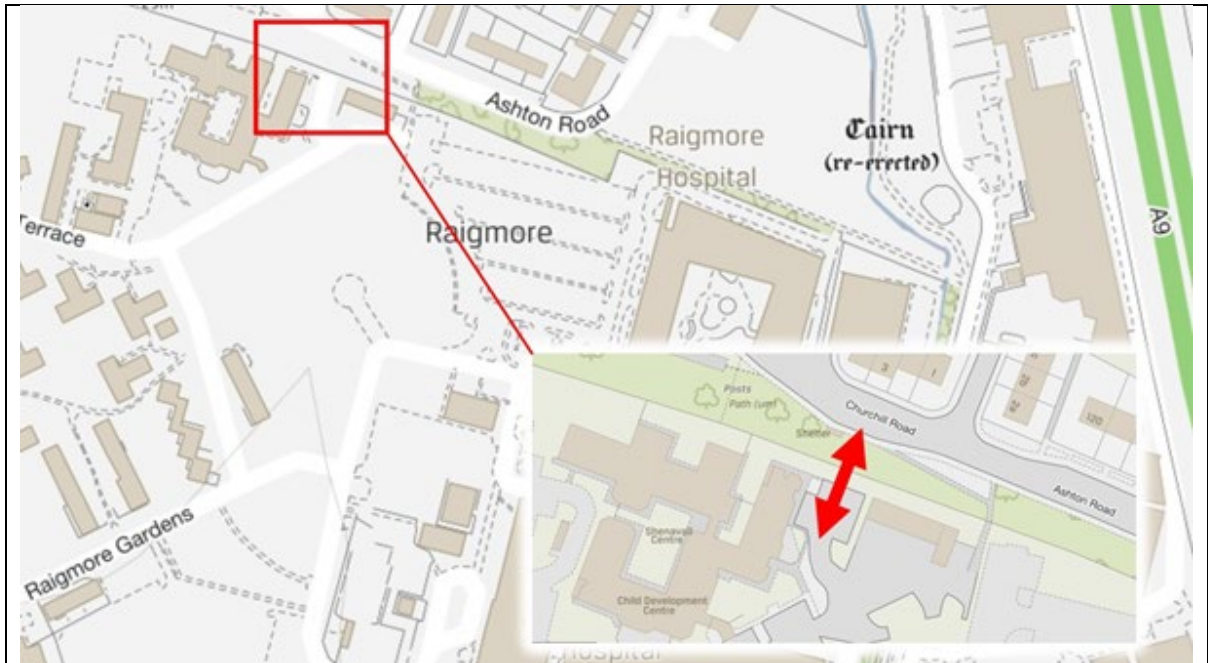 Ashton Road
Raigmore
Hospital
Cairn
(re-erected)
A9
Terrace
Raigmore
3
1
120
Posts
Path (um)
Shelter
Churchill Road
Ashton Road
Shenavall
Centre
Child Development
Centre
Raigmore Gardens
Hospital